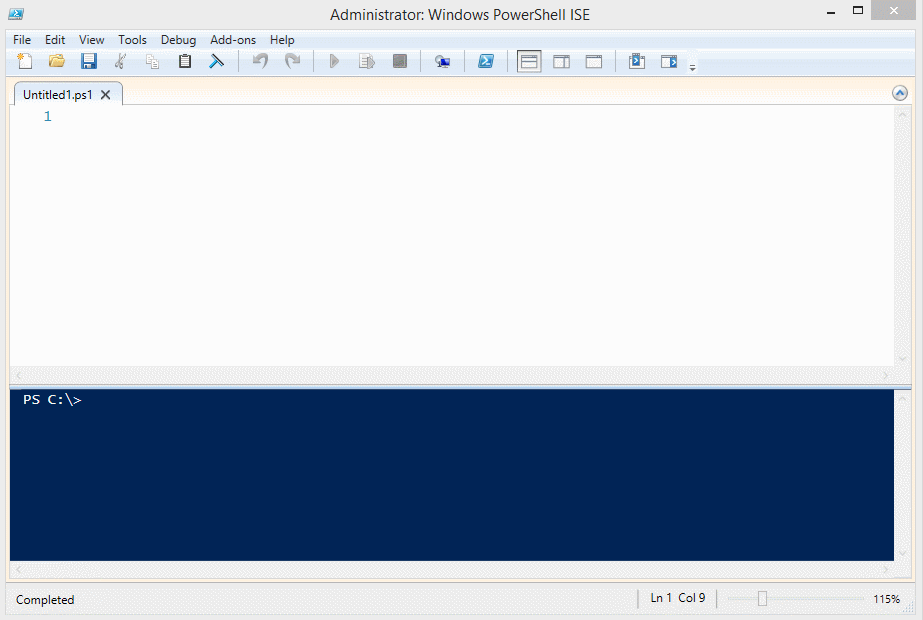 Administrator: Windows PowerShell ISE
File Edit View Tools Debug Add-ons Help
Untitled1.ps1
1
PS C:\>
Completed Ln 1 Col 9 115%